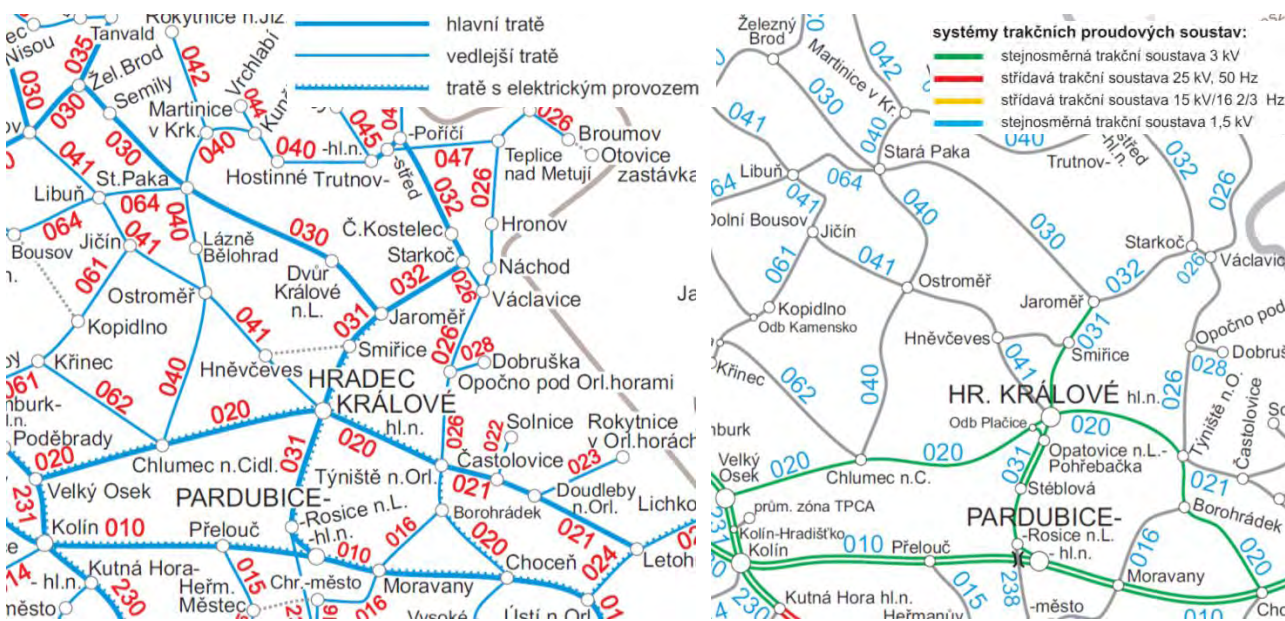 Rokytnice n.Jiz
Tanvald
Nisou
035
Žel.Brod
Semily
042
Vrchlabí
044
Martinice
v Krk.
030
030
030
040
040
045
04
-Poříčí
-hl.n.
Hostinné
Trutnov-
-střed
047
026
Broumov
Otovice
zastávka
Teplice
nad Metují
026
041
Libuň
St.Paka
064
064
040
Bousov
Jičín
041
061
Lázně
Bělohrad
030
032
Č.Kostelec
Starkoč
Hronov
Náchod
Václavice
026
032
Dvůr
Králové
n.L.
Ostroměř
Kopidlno
041
031
Jaroměř
Smiřice
026
028
Dobruška
Opočno pod Orl.horami
Křinec
061
062
040
Hněvčeves
HRADEC
KRÁLOVÉ
hl.n.
020
020
020
Poděbrady
Chlumec n.Cidl.
031
026
022
Solnice
Rokytnice
v Orl.horách
023
Týniště n.Orl.
Častolovice
021
Velký Osek
231
Kolín
010
Přelouč
PARDUBICE-
-Rosice n.L.
-hl.n.
010
016
Borohrádek
020
Doudleby
n.Orl.
Lichko
021
024
Letoh
Kutná Hora-
- hl.n.
230
město
015
Heřm.
Městec
Chr.-město
016
Moravany
Choceň
Vysoké
Ústí n.Orl.
01
hlavní tratě
vedlejší tratě
tratě s elektrickým provozem
systémy trakčních proudových soustav:
stejnosměrná trakční soustava 3 kV
střídavá trakční soustava 25 kV, 50 Hz
střídavá trakční soustava 15 kV/16 2/3 Hz
stejnosměrná trakční soustava 1,5 kV
Železný
Brod
Martinice v Kr.
042
030
040
040
Trutnov-
-hl.n.
střed
032
026
041
Libuň
064
64
Stará Paka
Dolní Bousov
041
Jičín
061
041
040
030
032
Starkoč
026
Václavic
Ostroměř
Jaroměř
Kopidlno
Odb Kamensko
Křinec
062
040
Hněvčeves
041
031
Smiřice
Opočno pod
028
Dobruš
026
HR. KRÁLOVÉ
hl.n.
Odb Plačice
020
020
020
Opatovice n.L.-
Pohřebačka
031
Stéblová
Týniště n.O.
Častolovice
021
Borohrádek
020
Velký
Osek
Chlumec n.C.
prům. zóna TPCA
Kolín-Hradišťko
Kolín
231
230
010
Přelouč
PARDUBICE-
-Rosice n.L.
- hl.n.
016
Moravany
010
Kutná Hora hl.n.
Heřmanův
015
238
-město
Cho